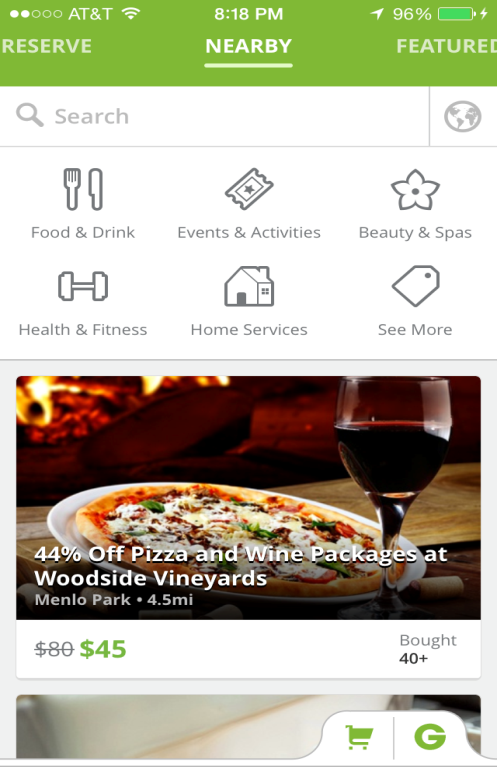 AT&T 8:18 PM 96%
RESERVE NEARBY FEATURED
Search
Food & Drink Events & Activities Beauty & Spas
Health & Fitness Home Services See More
44% Off Pizza and Wine Packages at
Woodside Vineyards
Menlo Park • 4.5mi
$80 $45 Bought
40+
G